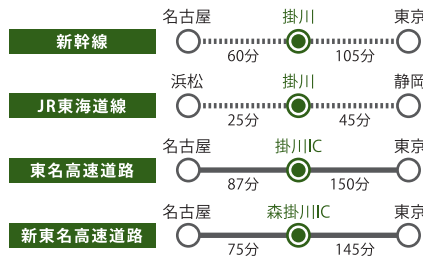 名古屋 掛川 東京
新幹線
60分 105分
浜松 掛川 静岡
JR東海道線
25分 45分
名古屋 掛川IC 東京
東名高速道路
87分 150分
名古屋 森掛川IC 東京
新東名高速道路
75分 145分